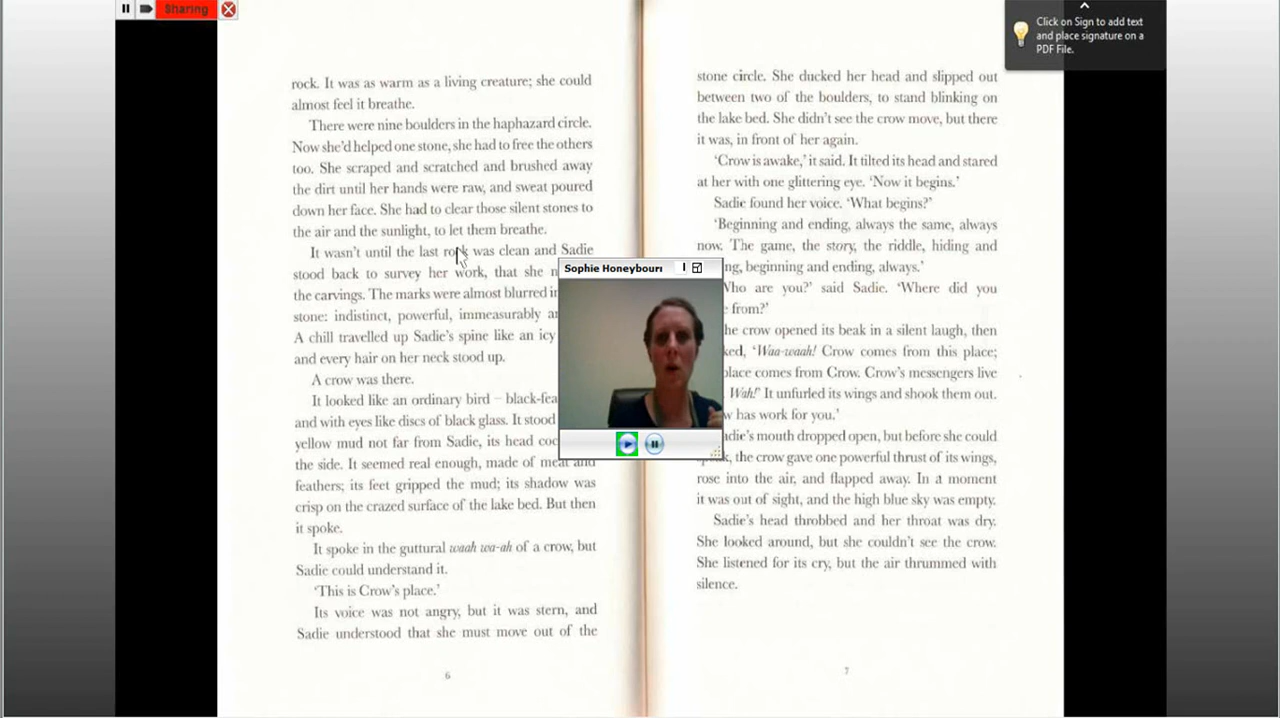 Sharing
Click on Sign to add text
and place signature on a
PDF File.
rock. It was as warm as a living creature; she could
almost feel it breathe.
There were nine boulders in the haphazard circle.
Now she'd helped one stone, she had to free the others
too. She scraped and scratched and brushed away
the dirt until her hands were raw, and sweat poured
down her face. She had to clear those silent stones to
the air and the sunlight, to let them breathe.
It wasn't until the last rock was clean and Sadie
stood back to survey her work, that she
the carvings. The marks were almost blurred
stone: indistinct, powerful, immeasurably
A chill travelled up Sadie's spine like an icy
and every hair on her neck stood up.
A crow was there.
It looked like an ordinary bird – black-fea
and with eyes like discs of black glass. It stood
yellow mud not far from Sadie, its head
the side. It seemed real enough, made of meat and
feathers; its feet gripped the mud; its shadow was
crisp on the crazed surface of the lake bed. But then
it spoke.
It spoke in the guttural waah wa-ah of a crow, but
Sadie could understand it.
'This is Crow's place.'
Its voice was not angry, but it was stern, and
Sadie understood that she must move out of the
6
Sophie Honeybourn
stone circle. She ducked her head and slipped out
between two of the boulders, to stand blinking on
the lake bed. She didn't see the crow move, but there
it was, in front of her again.
'Crow is awake,' it said. It tilted its head and stared
at her with one glittering eye. 'Now it begins.'
Sadie found her voice. 'What begins?'
'Beginning and ending, always the same, always
now. The game, the story, the riddle, hiding and
ng, beginning and ending, always.'
Who are you?' said Sadie. 'Where did you
from?'
he crow opened its beak in a silent laugh, then
ked, 'Waa-waah! Crow comes from this place;
place comes from Crow. Crow's messengers live
Wah!' It unfurled its wings and shook them out.
w has work for you.'
adie's mouth dropped open, but before she could
the crow gave one powerful thrust of its wings,
rose into the air, and flapped away. In a moment
it was out of sight, and the high blue sky was empty.
Sadie's head throbbed and her throat was dry.
She looked around, but she couldn't see the crow.
She listened for its cry, but the air thrummed with
silence.
7